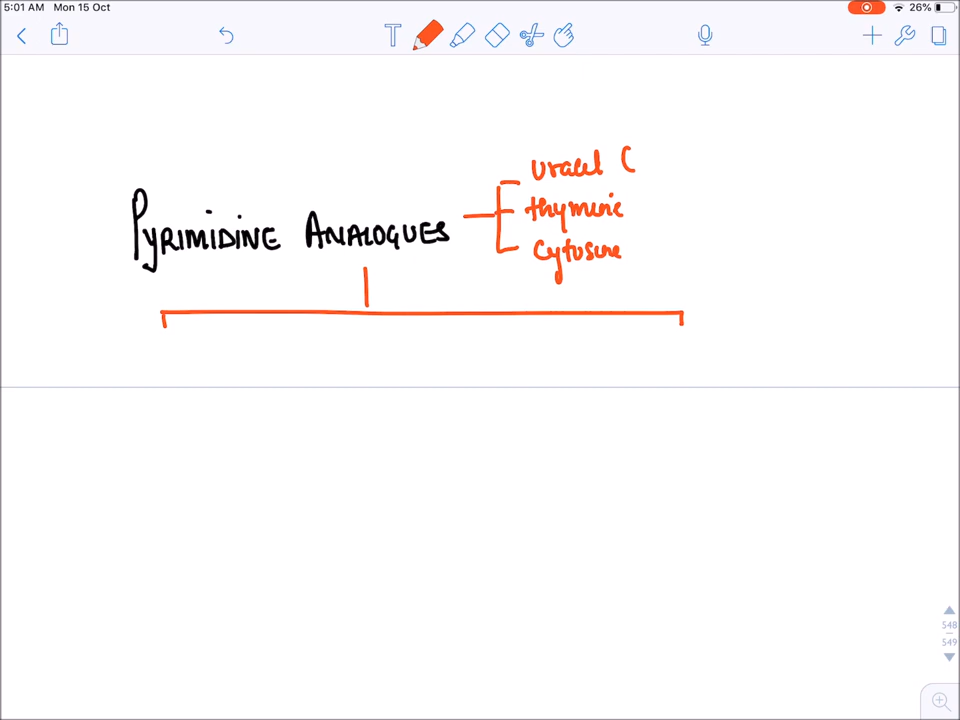 5:01 AM Mon 15 Oct
26%
T
Uracil (
PYRIMIDINE ANALOGUES
thymine
Cytosine
548
549